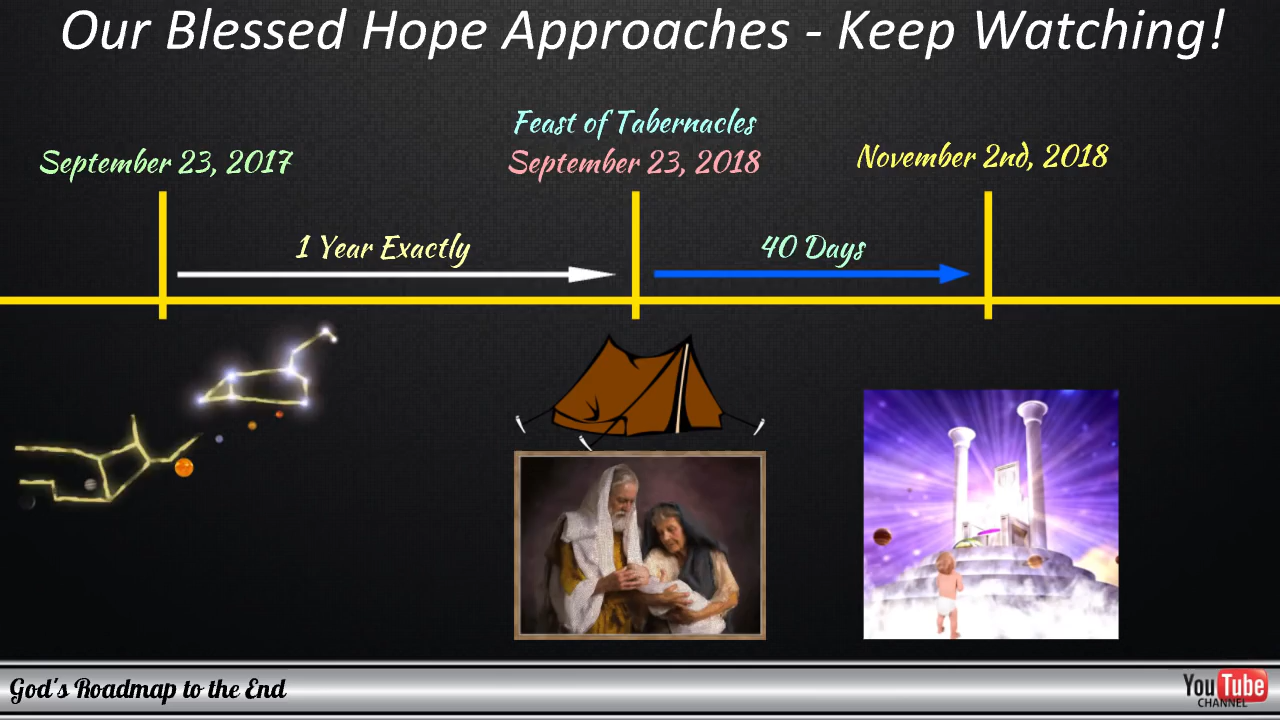 Our Blessed Hope Approaches - Keep Watching!
Feast of Tabernacles
September 23, 2017
September 23, 2018
November 2nd, 2018
1 Year Exactly
40 Days
God's Roadmap to the End
YouTube
CHANNEL